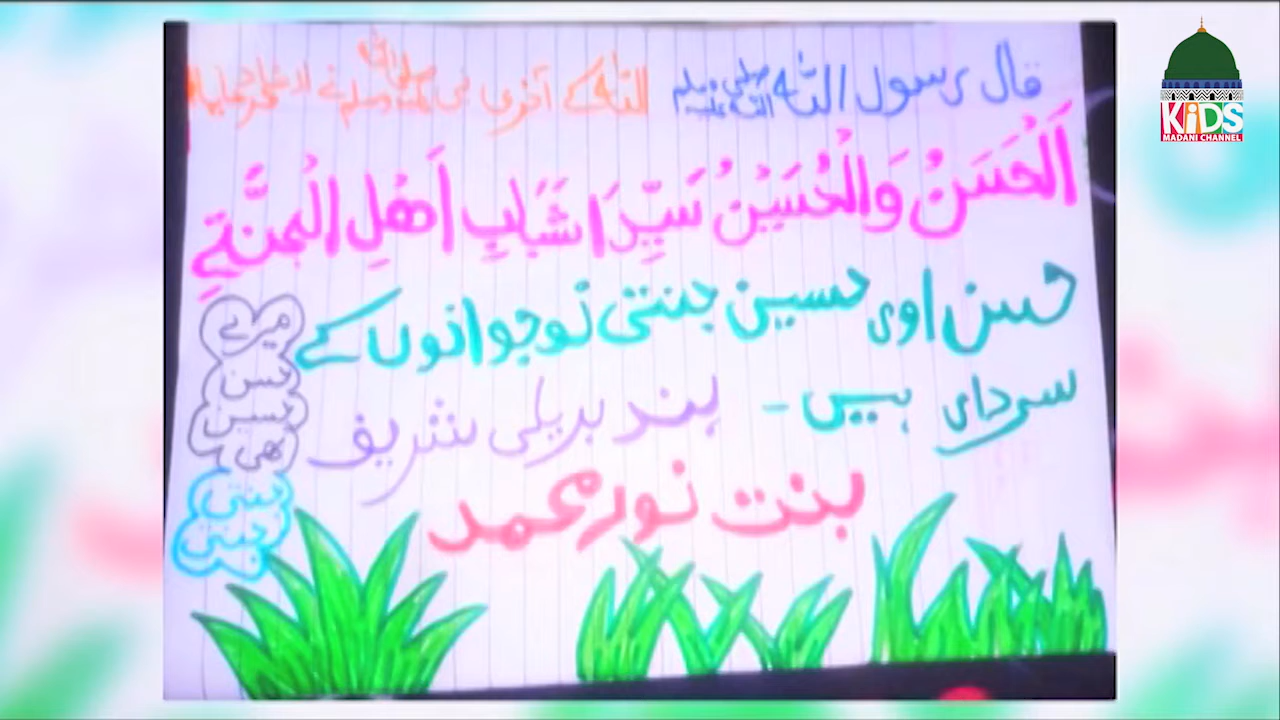 قال رسول اللہ صلی اللہ علیہ وسلم
اللہ کے آخری نبی صلی اللہ علیہ وسلم نے ارشاد فرمایا
اَلْحَسَنُ وَالْحُسَيْنُ سَيِّدَا شَبَابِ اَهْلِ الْجَنَّةِ
حسن اور حسین جنتی نوجوانوں کے
سردار ہیں -
ہند بریلی شریف
بنت نور محمد
میرے
حسن
حسین
بھی
جنتی
جنتی
KiDS
MADANI CHANNEL